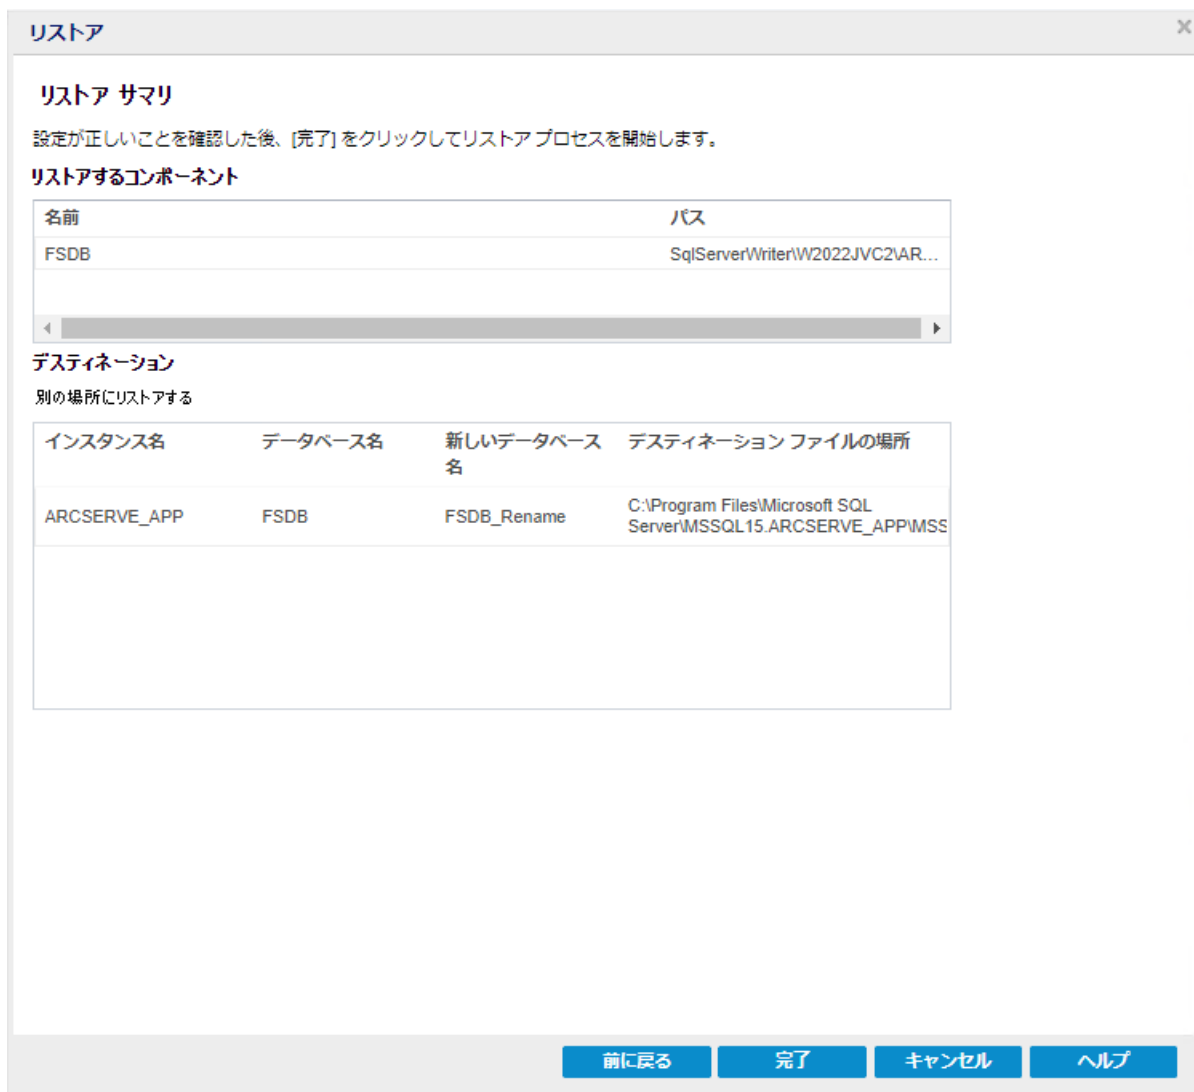 リストア
リストア サマリ
設定が正しいことを確認した後、[完了] をクリックしてリストア プロセスを開始します。
リストアするコンポーネント
名前 パス
FSDB SqlServerWriter\W2022JVC2\AR...
デスティネーション
別の場所にリストアする
インスタンス名 データベース名 新しいデータベース デスティネーション ファイルの場所
名
ARCSERVE_APP FSDB FSDB_Rename C:\Program Files\Microsoft SQL
Server\MSSQL15.ARCSERVE_APP\MSS
前に戻る 完了 キャンセル ヘルプ